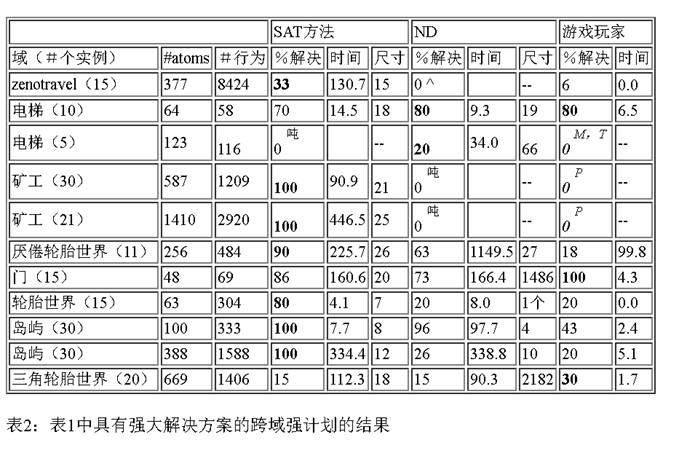 SAT方法 ND 游戏玩家
域（＃个实例） #atoms ＃行为 ％解决 时间 尺寸 ％解决 时间 尺寸 ％解决 时间
zenotravel（15） 377 8424 33 130.7 15 0 ^ -- 6 0.0
电梯（10） 64 58 70 14.5 18 80 9.3 19 80 6.5
电梯（5） 123 116 0 吨 -- 20 34.0 66 0 M，T --
矿工（30） 587 1209 100 90.9 21 0 吨 -- 0 P --
矿工（21） 1410 2920 100 446.5 25 0 吨 -- 0 P --
厌倦轮胎世界（11） 256 484 90 225.7 26 63 1149.5 27 18 99.8
门（15） 48 69 86 160.6 20 73 166.4 1486 100 4.3
轮胎世界（15） 63 304 80 4.1 7 20 8.0 1个 20 0.0
岛屿（30） 100 333 100 7.7 8 96 97.7 4 43 2.4
岛屿（30） 388 1588 100 334.4 12 26 338.8 10 20 5.1
三角轮胎世界（20） 669 1406 15 112.3 18 15 90.3 2182 30 1.7
表2：表1中具有强大解决方案的跨域强计划的结果